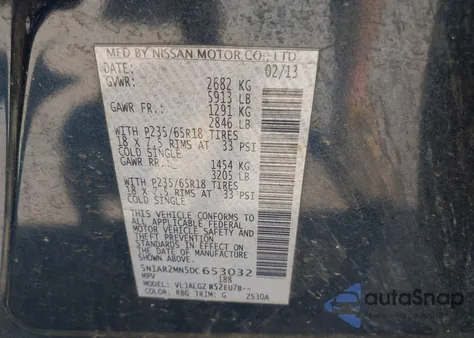 MFD BY NISSAN MOTOR CO., LTD.
DATE: 02/13
GVWR: 2682 KG
5913 LB
GAWR FR.: 1291 KG
2846 LB
WITH P235/65R18 TIRES
18 X 7.5 RIMS AT 33 PSI
COLD SINGLE
GAWR RR.: 1454 KG
3205 LB
WITH P235/65R18 TIRES
18 X 7.5 RIMS AT 33 PSI
COLD SINGLE
THIS VEHICLE CONFORMS
TO ALL APPLICABLE FEDERAL
MOTOR VEHICLE SAFETY
AND THEFT PREVENTION
STANDARDS IN EFFECT ON
THE DATE OF MANUFACTURE
SHOWN ABOVE.
5N1AR2MN5DC653032
MPV 188
MODEL: VLJALGZ
COLOR: RBG TRIM: G 2530A
autoSnap